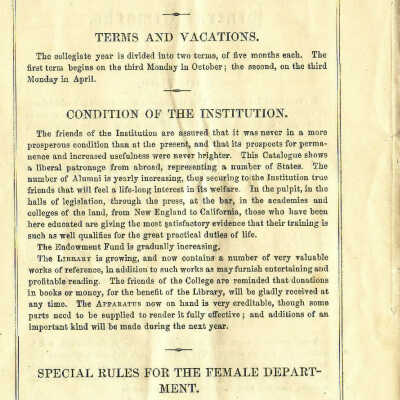 TERMS AND VACATIONS.
The collegiate year is divided into two terms, of five months each. The
first term begins on the third Monday in October; the second, on the third
Monday in April.
CONDITION OF THE INSTITUTION.
The friends of the Institution are assured that it was never in a more
prosperous condition than at the present, and that its prospects for perma-
nence and increased usefulness were never brighter. This Catalogue shows
a liberal patronage from abroad, representing a number of States. The
number of Alumni is yearly increasing, thus securing to the Institution true
friends that will feel a life-long interest in its welfare. In the pulpit, in the
halls of legislation, through the press, at the bar, in the academies and
colleges of the land, from New England to California, those who have been
here educated are giving the most satisfactory evidence that their training is
such as well qualifies for the great practical duties of life.
The Endowment Fund is gradually increasing.
The LIBRARY is growing, and now contains a number of very valuable
works of reference, in addition to such works as may furnish entertaining and
profitable reading. The friends of the College are reminded that donations
in books or money, for the benefit of the Library, will be gladly received at
any time. The APPARATUS now on hand is very creditable, though some
parts need to be supplied to render it fully effective; and additions of an
important kind will be made during the next year.
SPECIAL RULES FOR THE FEMALE DEPART-
MENT.